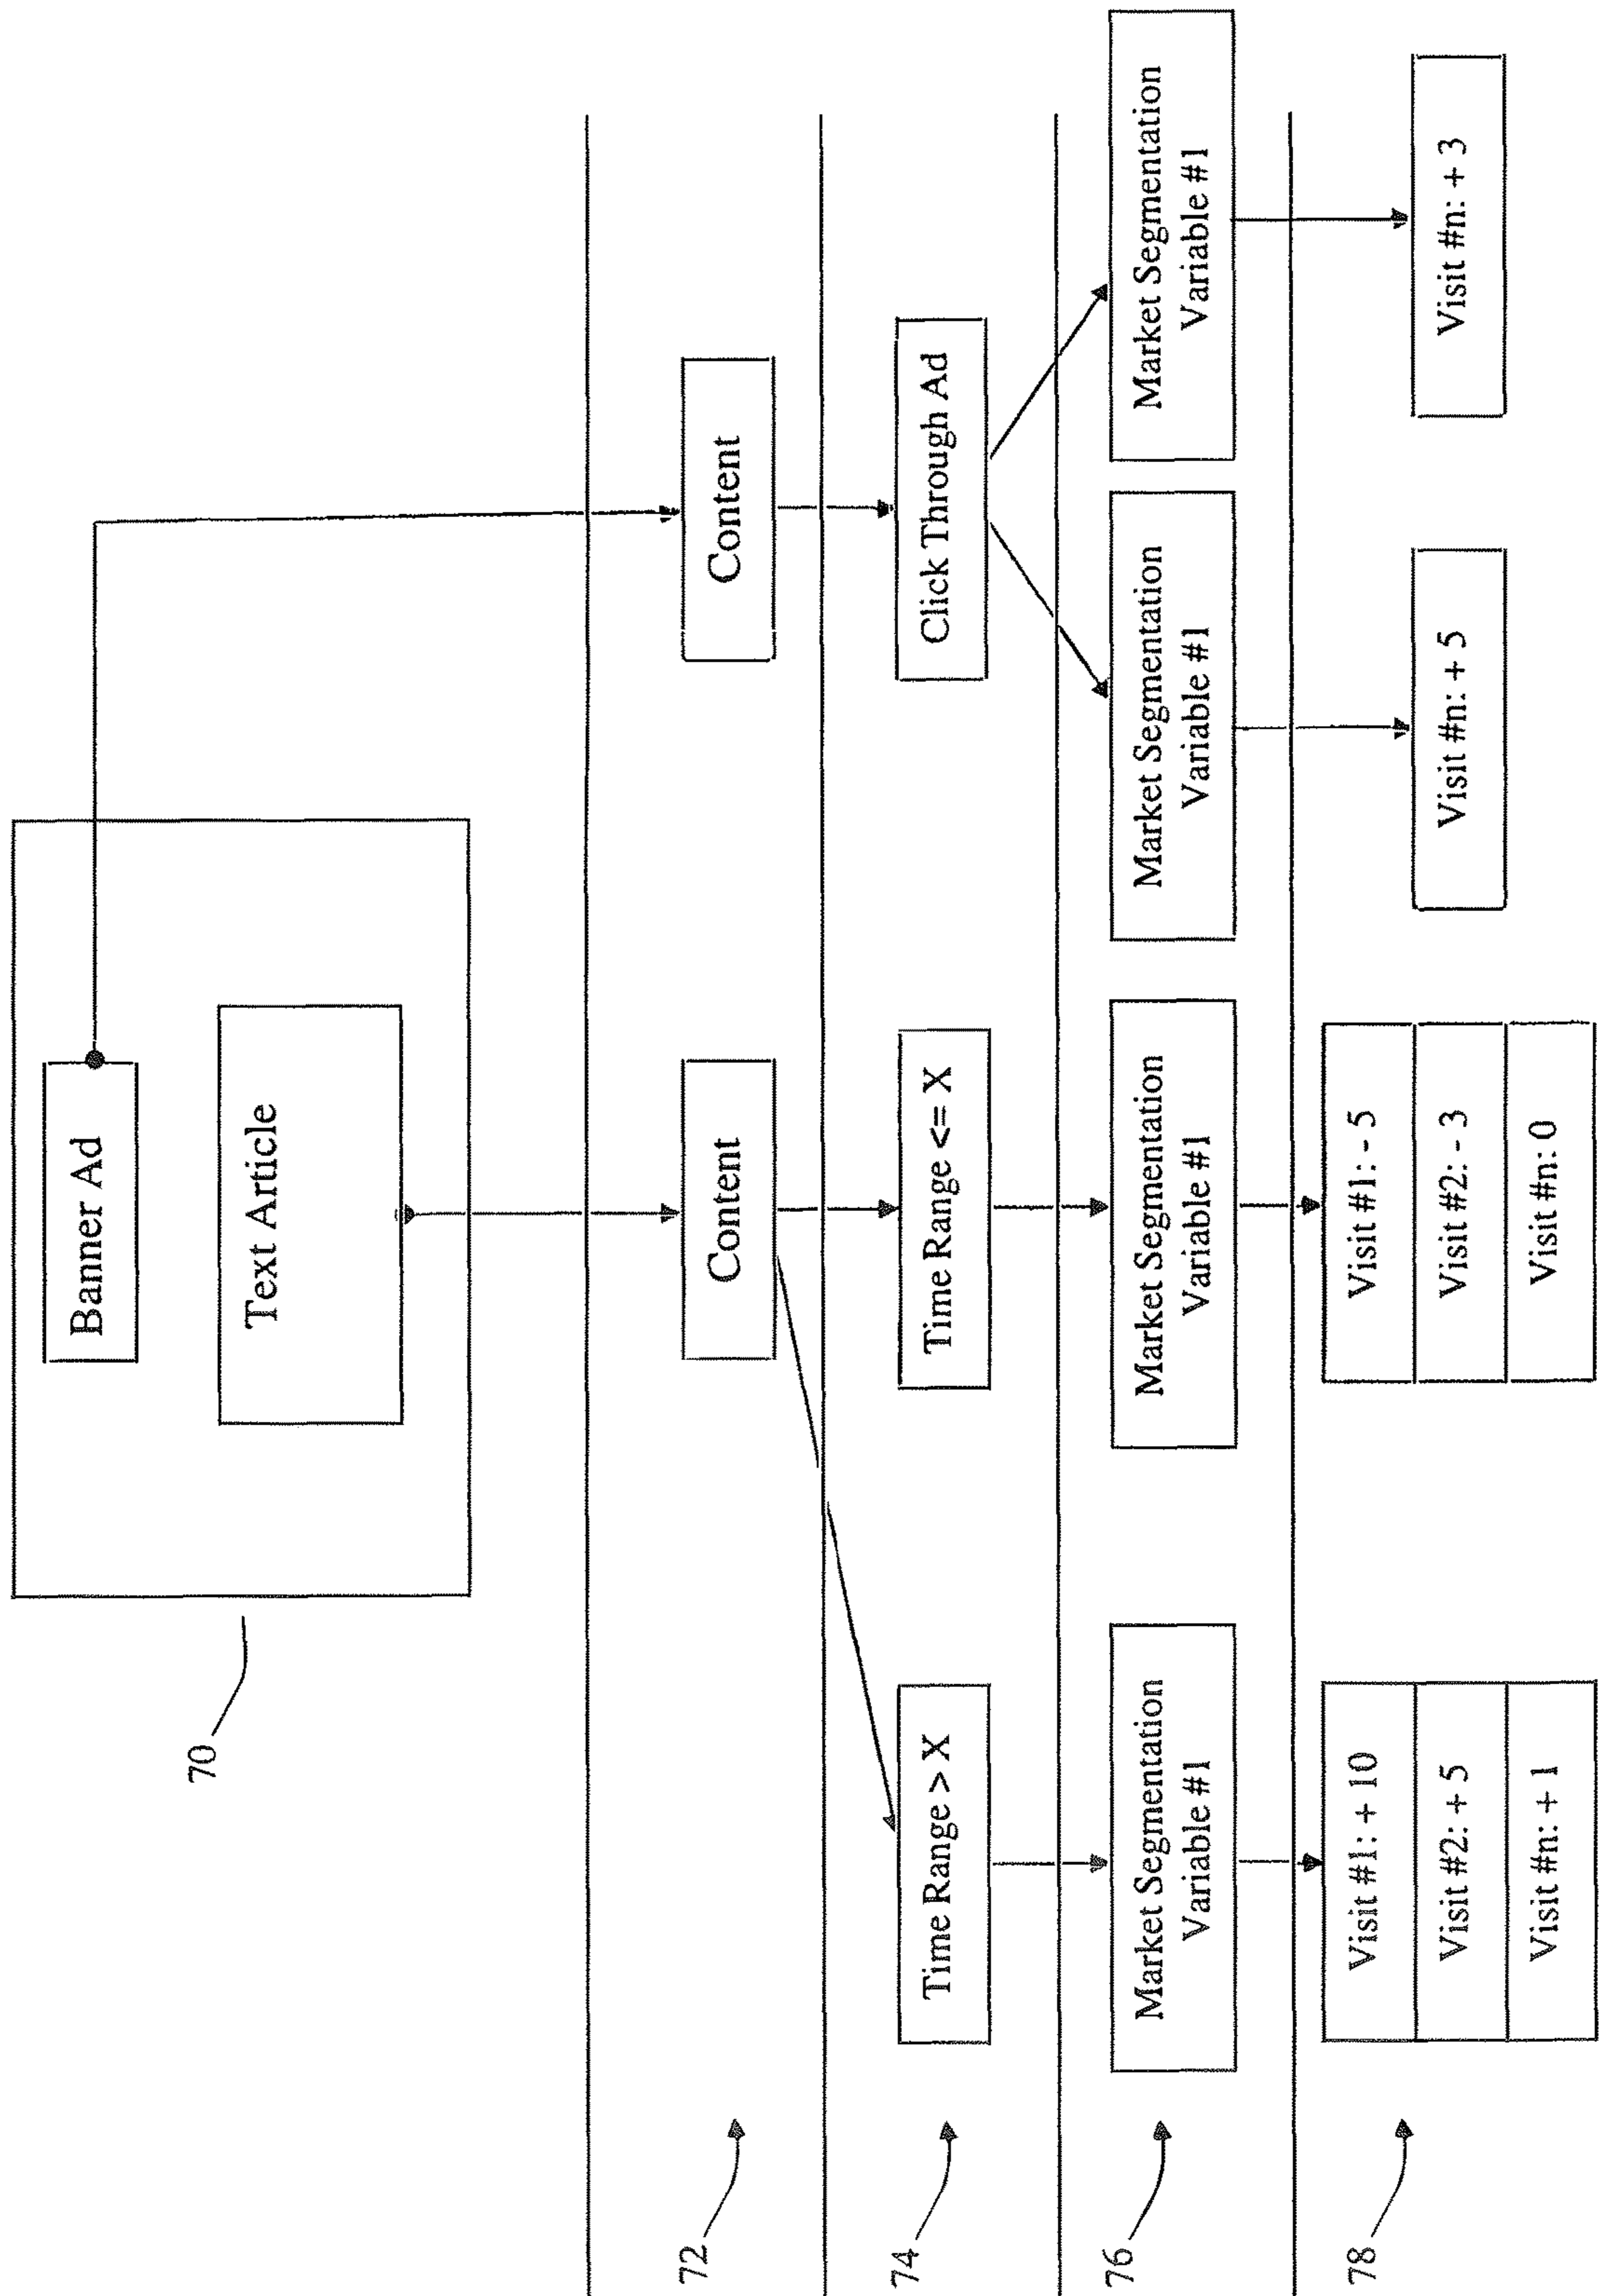 Banner Ad
Text Article
70
72
Content
Content
74
Time Range > X
Time Range <= X
Click Through Ad
76
Market Segmentation
Variable #1
Market Segmentation
Variable #1
Market Segmentation
Variable #1
Market Segmentation
Variable #1
78
Visit #1: + 10
Visit #2: + 5
Visit #n: + 1
Visit #1: - 5
Visit #2: - 3
Visit #n: 0
Visit #n: + 5
Visit #n: + 3